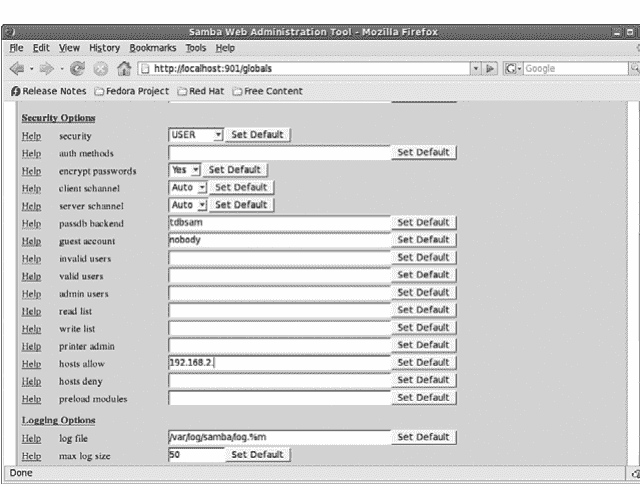 Samba Web Administration Tool - Mozilla Firefox
File Edit View History Bookmarks Tools Help
http://localhost:901/globals Google
Release Notes Fedora Project Red Hat Free Content
Security Options
Help security USER Set Default
Help auth methods Set Default
Help encrypt passwords Yes Set Default
Help client schannel Auto Set Default
Help server schannel Auto Set Default
Help passdb backend tdbsam Set Default
Help guest account nobody Set Default
Help invalid users Set Default
Help valid users Set Default
Help admin users Set Default
Help read list Set Default
Help write list Set Default
Help printer admin Set Default
Help hosts allow 192.168.2. Set Default
Help hosts deny Set Default
Help preload modules Set Default
Logging Options
Help log file /var/log/samba/log.%m Set Default
Help max log size 50 Set Default
Done